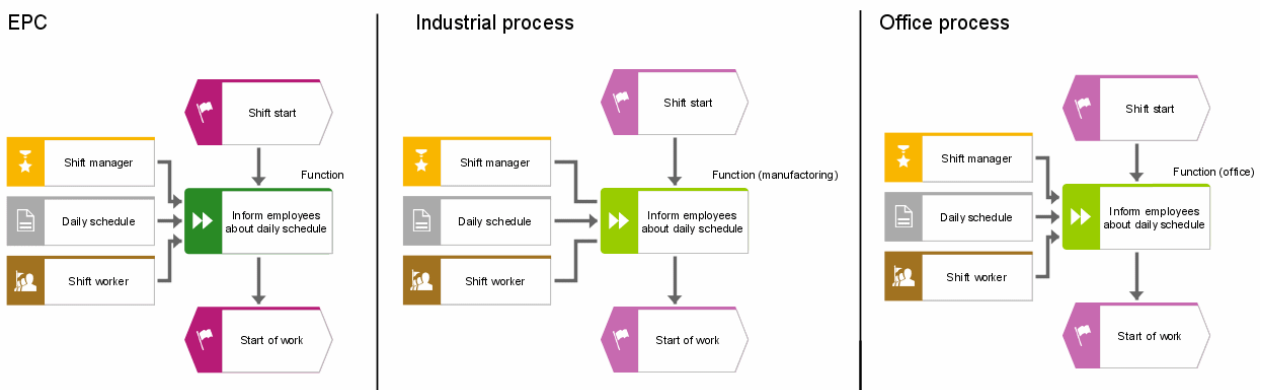 EPC
Shift start
Shift manager
Function
Daily schedule
Inform employees
about daily schedule
Shift worker
Start of work
Industrial process
Shift start
Shift manager
Function (manufactoring)
Daily schedule
Inform employees
about daily schedule
Shift worker
Start of work
Office process
Shift start
Shift manager
Function (office)
Daily schedule
Inform employees
about daily schedule
Shift worker
Start of work